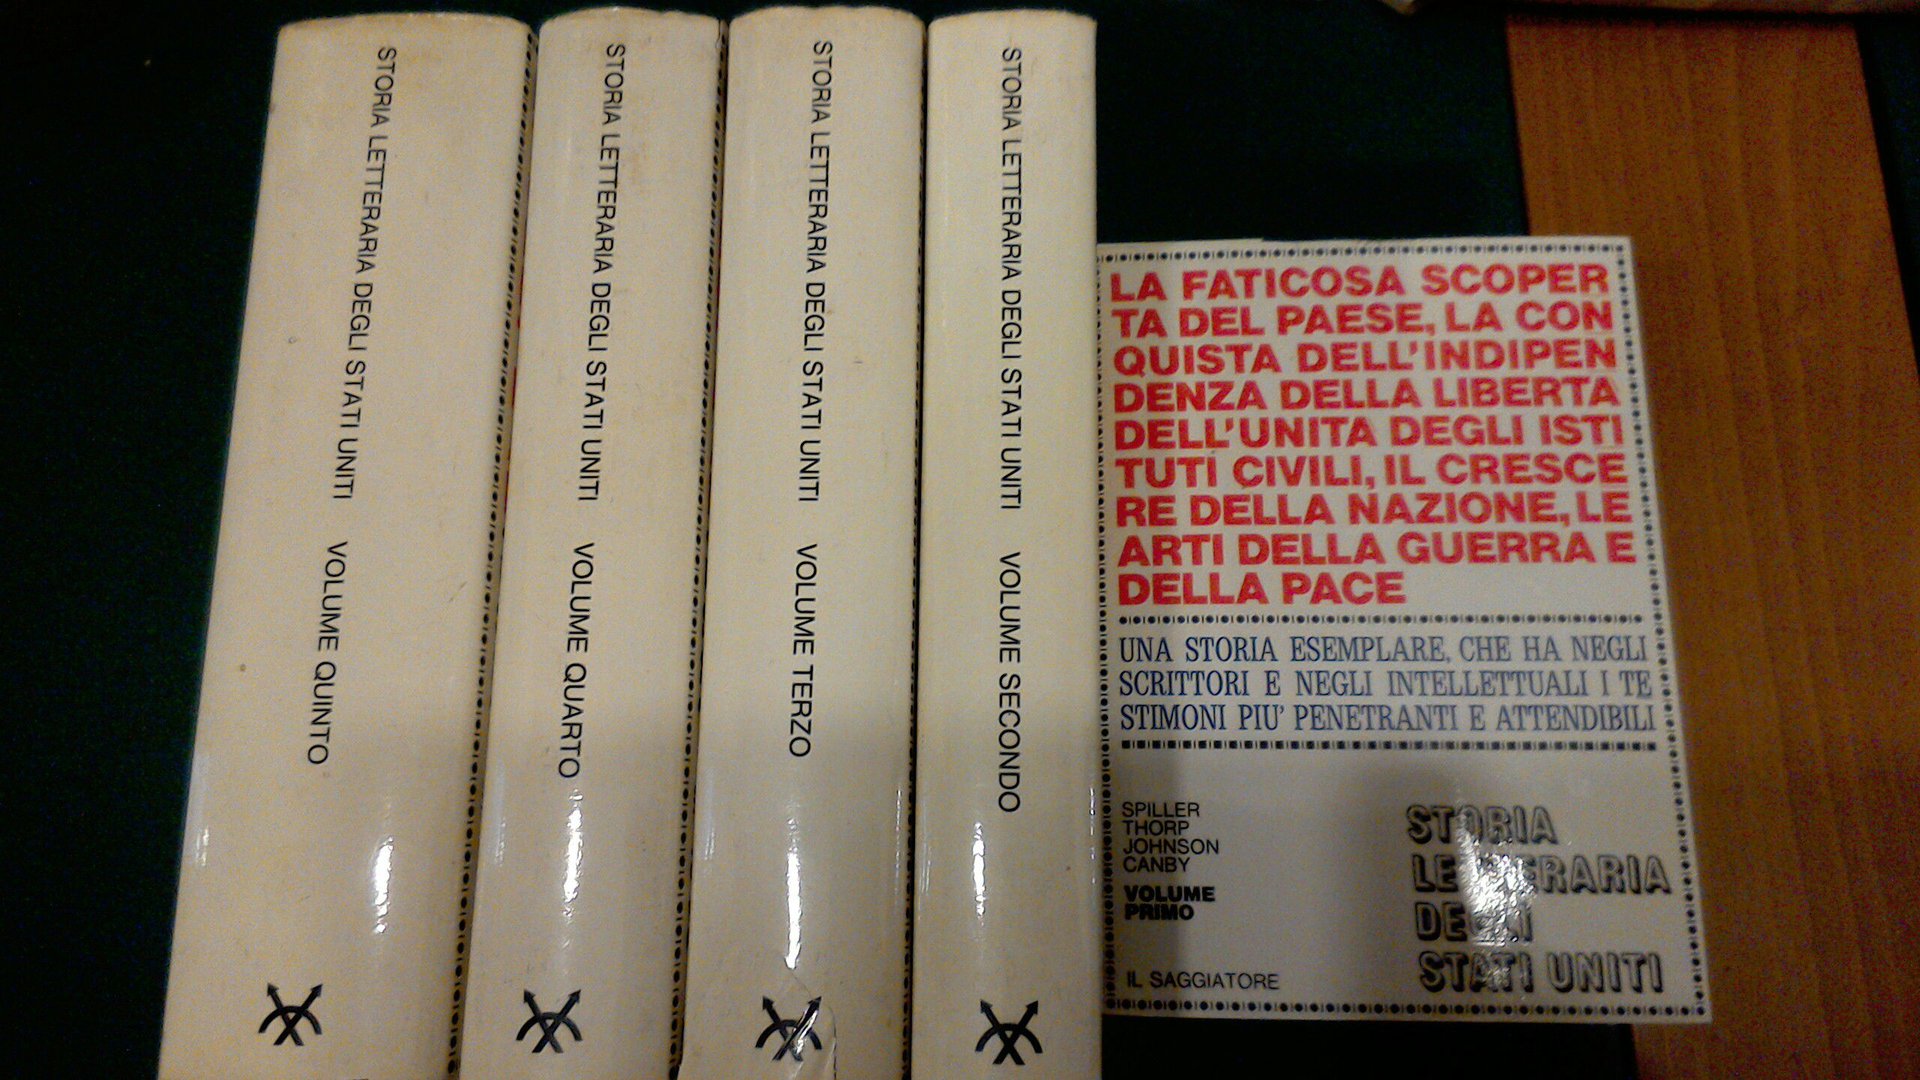 STORIA LETTERARIA DEGLI STATI UNITI VOLUME QUINTO
STORIA LETTERARIA DEGLI STATI UNITI VOLUME QUARTO
STORIA LETTERARIA DEGLI STATI UNITI VOLUME TERZO
STORIA LETTERARIA DEGLI STATI UNITI VOLUME SECONDO
LA FATICOSA SCOPER
TA DEL PAESE, LA CON
QUISTA DELL'INDIPEN
DENZA DELLA LIBERTA
DELL'UNITA DEGLI ISTI
TUTI CIVILI, IL CRESCE
RE DELLA NAZIONE, LE
ARTI DELLA GUERRA E
DELLA PACE
UNA STORIA ESEMPLARE, CHE HA NEGLI
SCRITTORI E NEGLI INTELLETTUALI I TE
STIMONI PIU' PENETRANTI E ATTENDIBILI
SPILLER
THORP
JOHNSON
CANBY
VOLUME
PRIMO
IL SAGGIATORE
STORIA
LETTERARIA
DEGLI
STATI UNITI